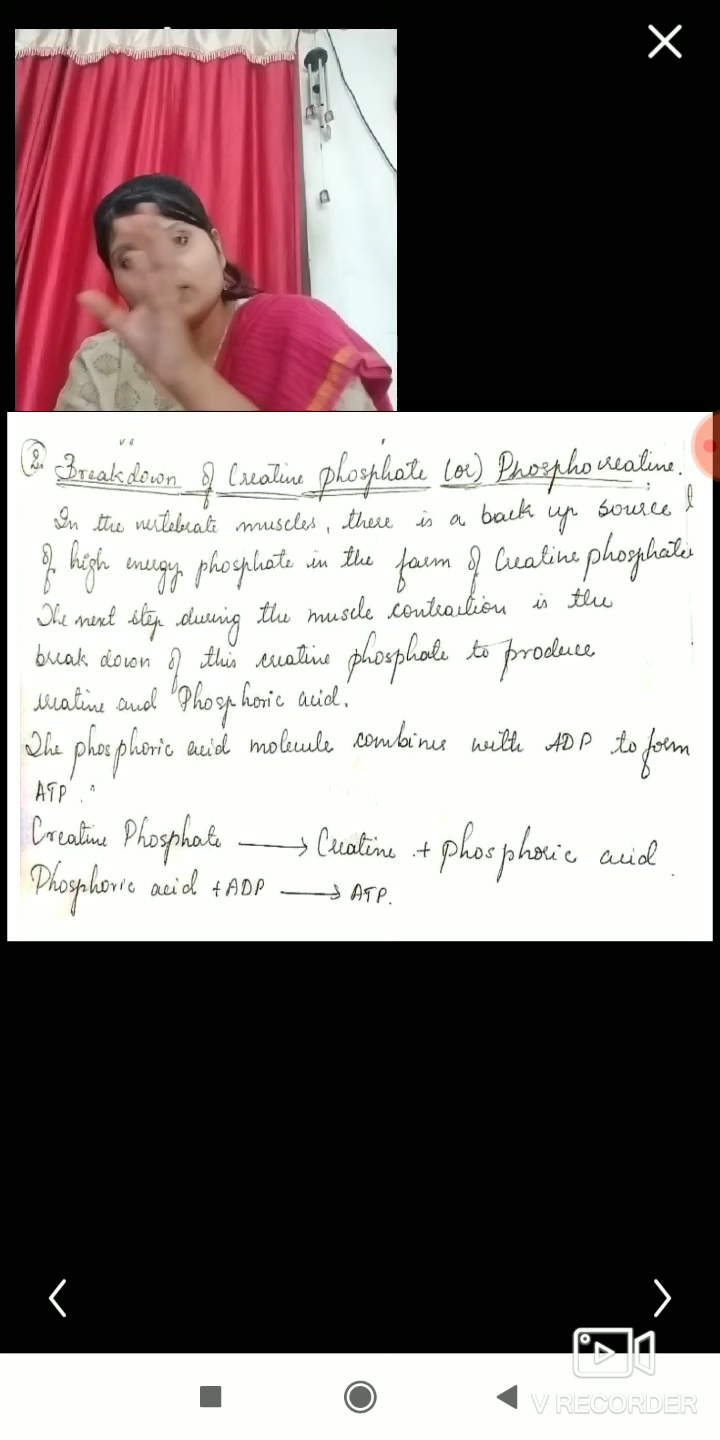 2. Breakdown of Creatine phosphate (or) Phosphocreatine.
In the vertebrate muscles, there is a back up source
of high energy phosphate in the form of Creatine phosphate
The next step during the muscle contraction is the
break down of this creatine phosphate to produce
creatine and Phosphoric acid.
The phosphoric acid molecule combines with ADP to form
ATP.
Creatine Phosphate ⟶ Creatine + phosphoric acid.
Phosphoric acid + ADP ⟶ ATP.
V RECORDER